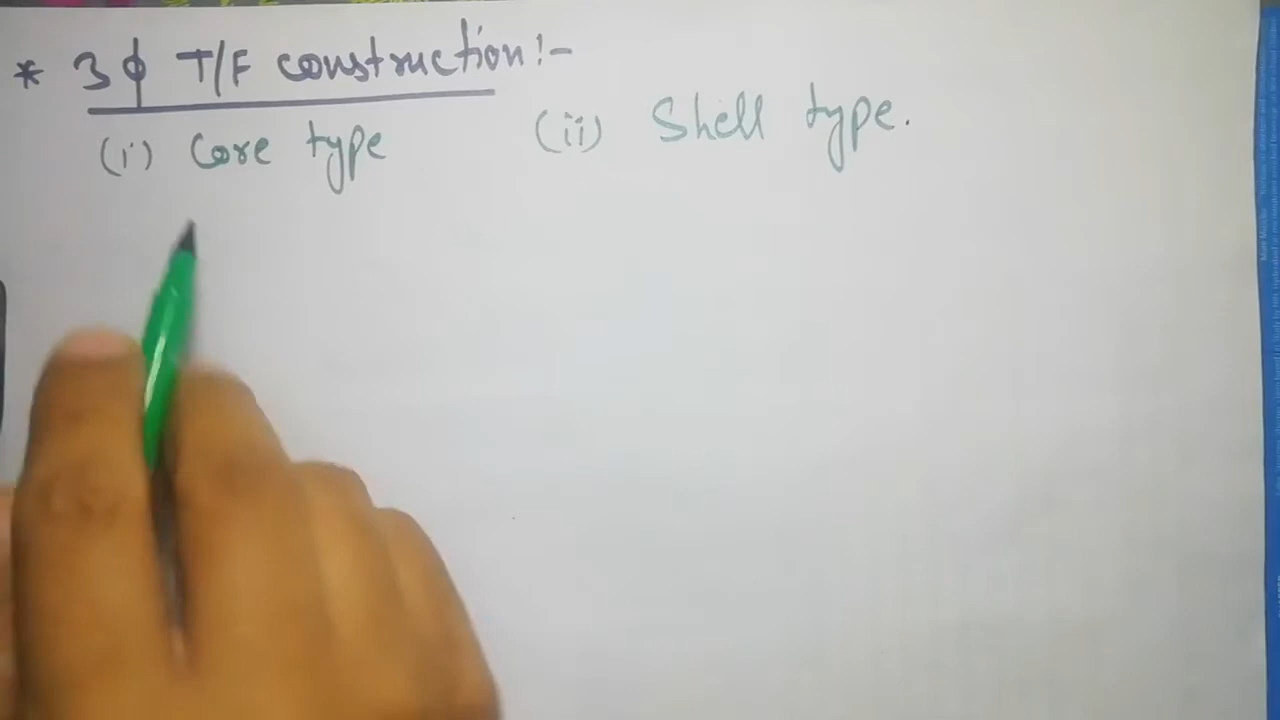 * 3ϕ T/F construction:-
(i) Core type (ii) Shell type.